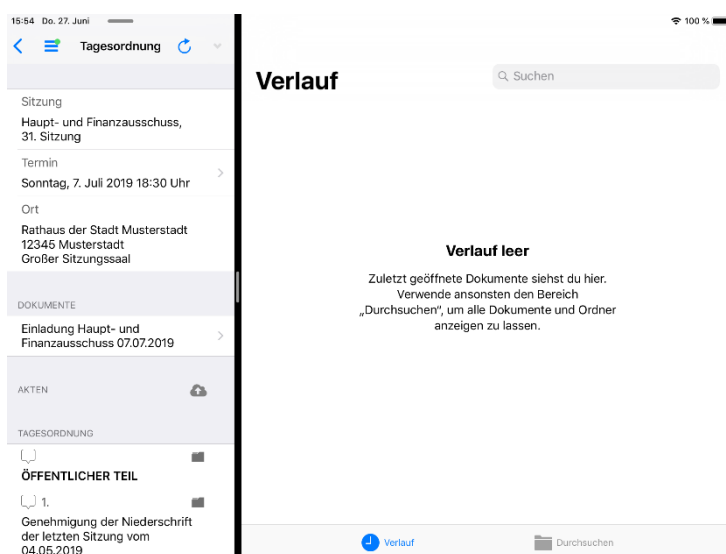 15:54 Do. 27. Juni
100 %
Tagesordnung
Sitzung
Haupt- und Finanzausschuss,
31. Sitzung
Termin
Sonntag, 7. Juli 2019 18:30 Uhr
Ort
Rathaus der Stadt Musterstadt
12345 Musterstadt
Großer Sitzungssaal
DOKUMENTE
Einladung Haupt- und
Finanzausschuss 07.07.2019
AKTEN
TAGESORDNUNG
ÖFFENTLICHER TEIL
1.
Genehmigung der Niederschrift
der letzten Sitzung vom
04.05.2019
Verlauf
Suchen
Verlauf leer
Zuletzt geöffnete Dokumente siehst du hier.
Verwende ansonsten den Bereich
„Durchsuchen“, um alle Dokumente und Ordner
anzeigen zu lassen.
Verlauf
Durchsuchen